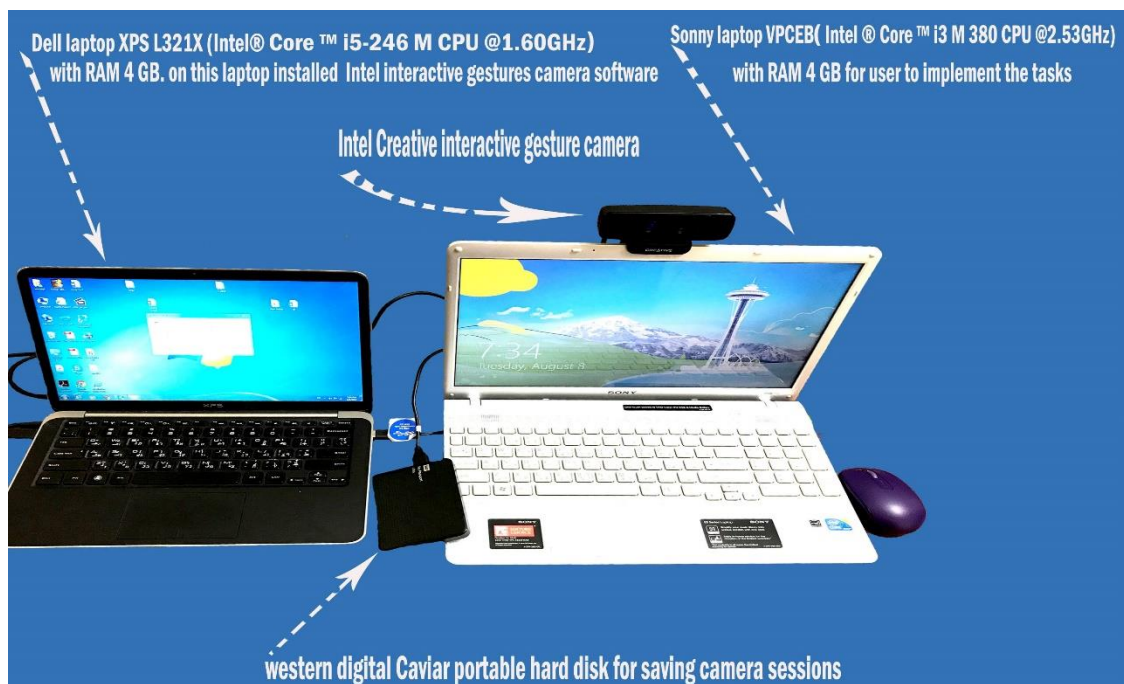 Dell laptop XPS L321X (Intel® Core ™ i5-246 M CPU @1.60GHz)
with RAM 4 GB. on this laptop installed Intel interactive gestures camera software
Sonny laptop VPCEB( Intel ® Core ™ i3 M 380 CPU @2.53GHz)
with RAM 4 GB for user to implement the tasks
Intel Creative interactive gesture camera
7:34
Tuesday, August 8
XPS
SONY
SONY
SONY
western digital Caviar portable hard disk for saving camera sessions